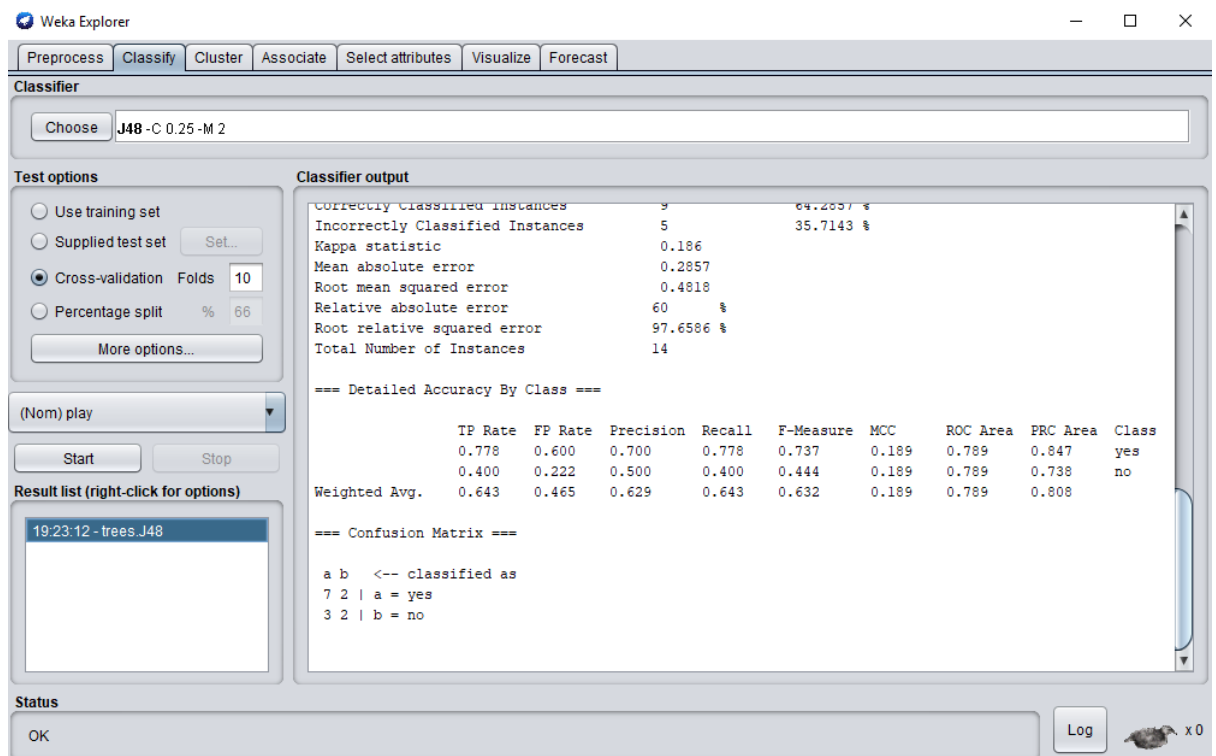 Weka Explorer
Preprocess Classify Cluster Associate Select attributes Visualize Forecast
Classifier
Choose J48 -C 0.25 -M 2
Test options
Use training set
Supplied test set Set...
Cross-validation Folds 10
Percentage split % 66
More options...
(Nom) play
Start Stop
Result list (right-click for options)
19:23:12 - trees.J48
Classifier output
Correctly Classified Instances 9 64.2857 %
Incorrectly Classified Instances 5 35.7143 %
Kappa statistic 0.186
Mean absolute error 0.2857
Root mean squared error 0.4818
Relative absolute error 60 %
Root relative squared error 97.6586 %
Total Number of Instances 14
=== Detailed Accuracy By Class ===
TP Rate FP Rate Precision Recall F-Measure MCC ROC Area PRC Area Class
0.778 0.600 0.700 0.778 0.737 0.189 0.789 0.847 yes
0.400 0.222 0.500 0.400 0.444 0.189 0.789 0.738 no
Weighted Avg. 0.643 0.465 0.629 0.643 0.632 0.189 0.789 0.808
=== Confusion Matrix ===
a b <-- classified as
7 2 | a = yes
3 2 | b = no
Status
OK
Log x 0